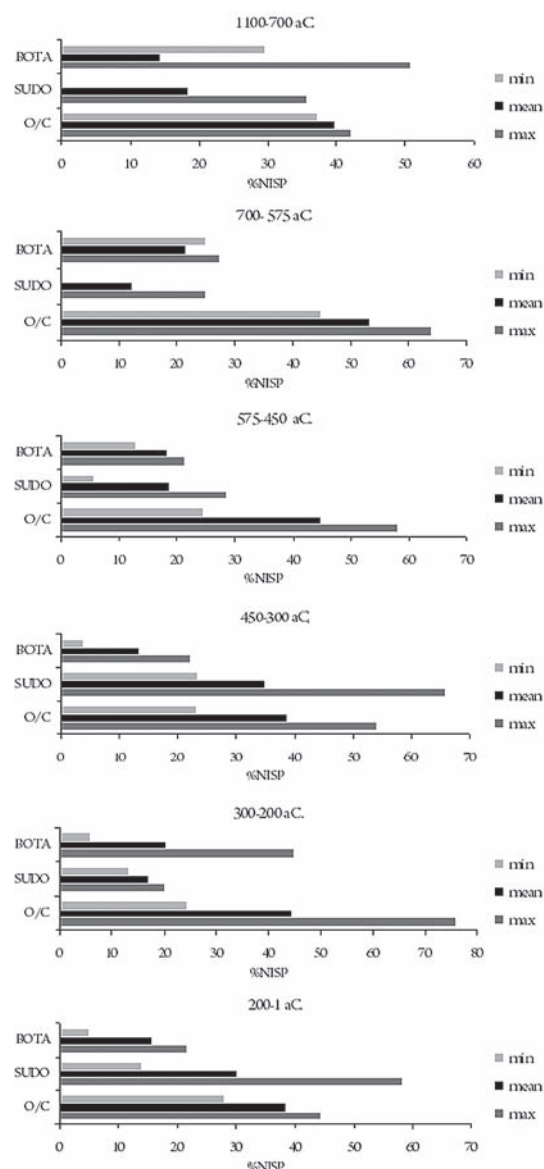 1100-700 aC.
BOTA
SUDO
O/C
0 10 20 30 40 50 60
%NISP
min
mean
max
700- 575 aC.
BOTA
SUDO
O/C
0 10 20 30 40 50 60 70
%NISP
min
mean
max
575-450 aC.
BOTA
SUDO
O/C
0 10 20 30 40 50 60 70
%NISP
min
mean
max
450-300 aC,
BOTA
SUDO
O/C
0 10 20 30 40 50 60 70
%NISP
min
mean
max
300-200 aC.
BOTA
SUDO
O/C
0 10 20 30 40 50 60 70 80
%NISP
min
mean
max
200-1 aC.
BOTA
SUDO
O/C
0 10 20 30 40 50 60 70
%NISP
min
mean
max